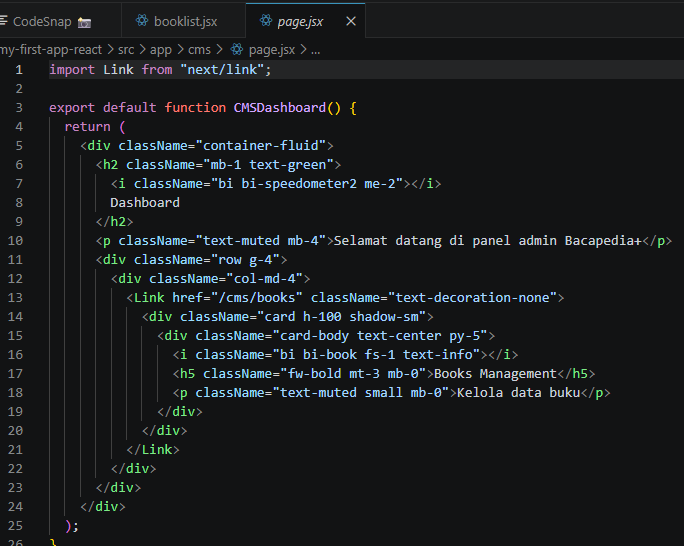 CodeSnap 📷 booklist.jsx page.jsx ×
my-first-app-react > src > app > cms > page.jsx > ...
1 import Link from "next/link";
2
3 export default function CMSDashboard() {
4   return (
5     <div className="container-fluid">
6       <h2 className="mb-1 text-green">
7         <i className="bi bi-speedometer2 me-2"></i>
8         Dashboard
9       </h2>
10       <p className="text-muted mb-4">Selamat datang di panel admin Bacapedia+</p>
11       <div className="row g-4">
12         <div className="col-md-4">
13           <Link href="/cms/books" className="text-decoration-none">
14             <div className="card h-100 shadow-sm">
15               <div className="card-body text-center py-5">
16                 <i className="bi bi-book fs-1 text-info"></i>
17                 <h5 className="fw-bold mt-3 mb-0">Books Management</h5>
18                 <p className="text-muted small mb-0">Kelola data buku</p>
19               </div>
20             </div>
21           </Link>
22         </div>
23       </div>
24     </div>
25   );
26 }